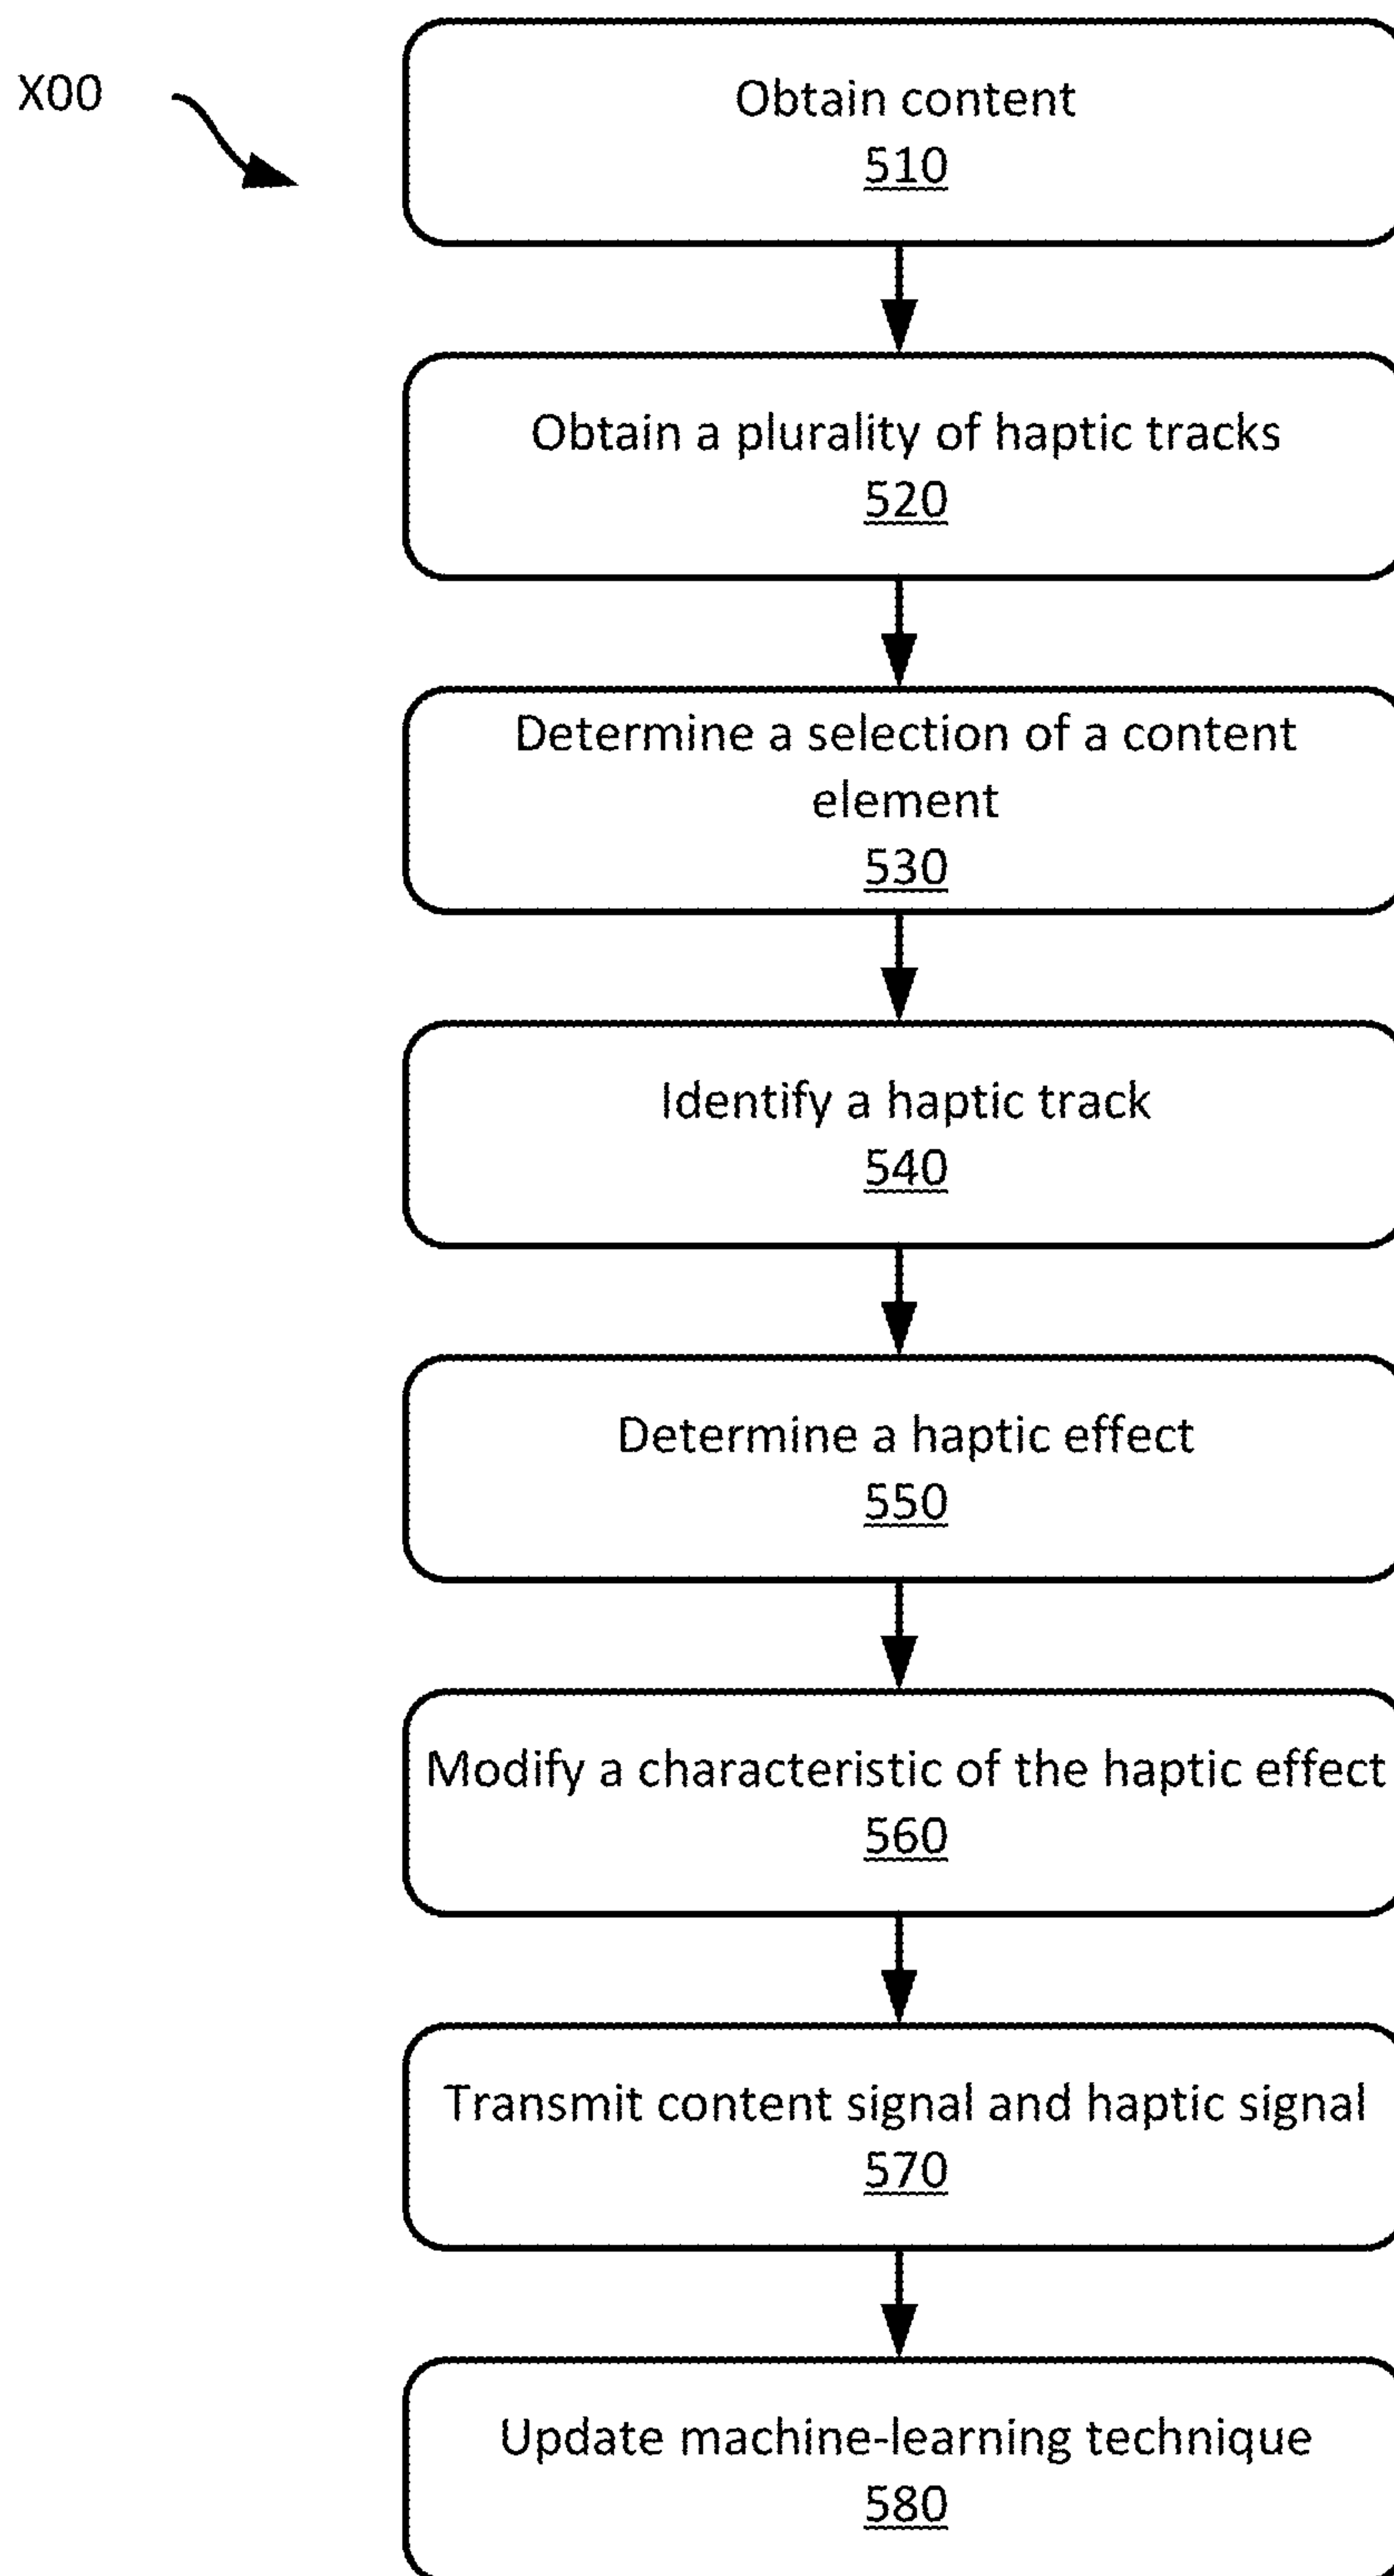 X00
Obtain content
510
Obtain a plurality of haptic tracks
520
Determine a selection of a content
element
530
Identify a haptic track
540
Determine a haptic effect
550
Modify a characteristic of the haptic effect
560
Transmit content signal and haptic signal
570
Update machine-learning technique
580